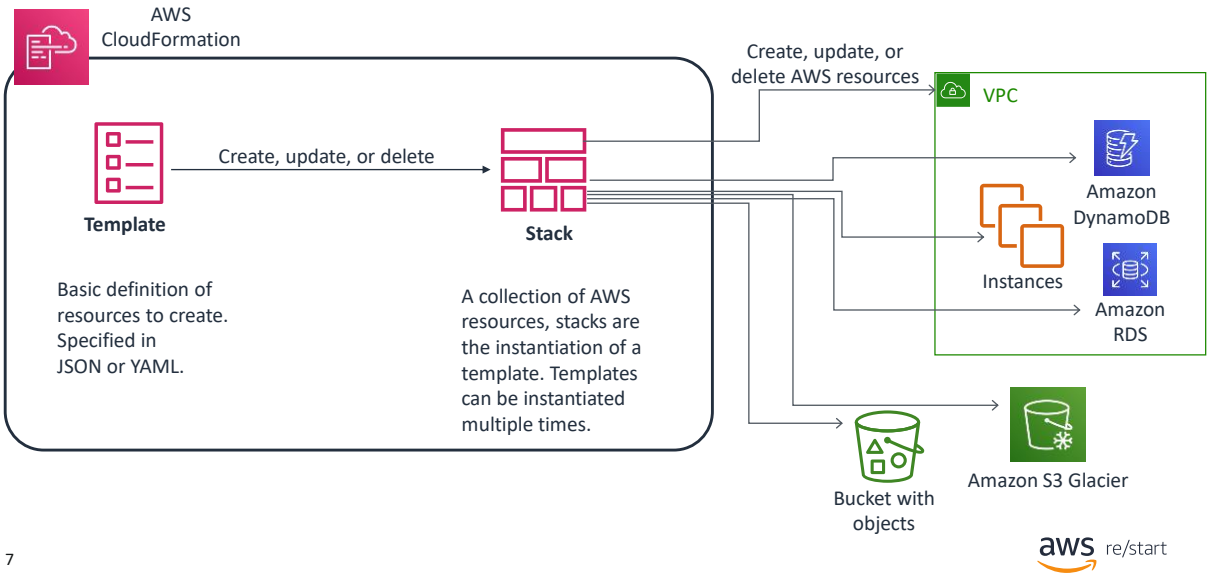 AWS
CloudFormation
Create, update, or
delete AWS resources
VPC
Create, update, or delete
Template
Stack
Amazon
DynamoDB
Instances
Amazon
RDS
Basic definition of
resources to create.
Specified in
JSON or YAML.
A collection of AWS
resources, stacks are
the instantiation of a
template. Templates
can be instantiated
multiple times.
Bucket with
objects
Amazon S3 Glacier
7
aws re/start